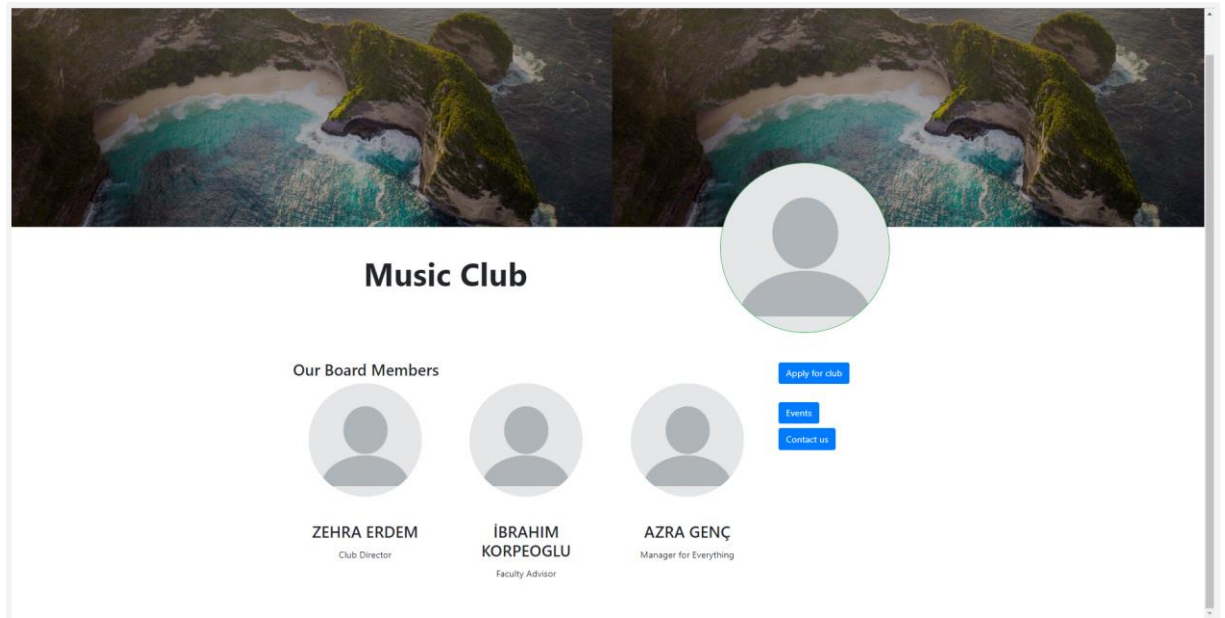 Music Club
Our Board Members
Apply for club
Events
Contact us
ZEHRA ERDEM
Club Director
İBRAHIM
KORPEOGLU
Faculty Advisor
AZRA GENÇ
Manager for Everything